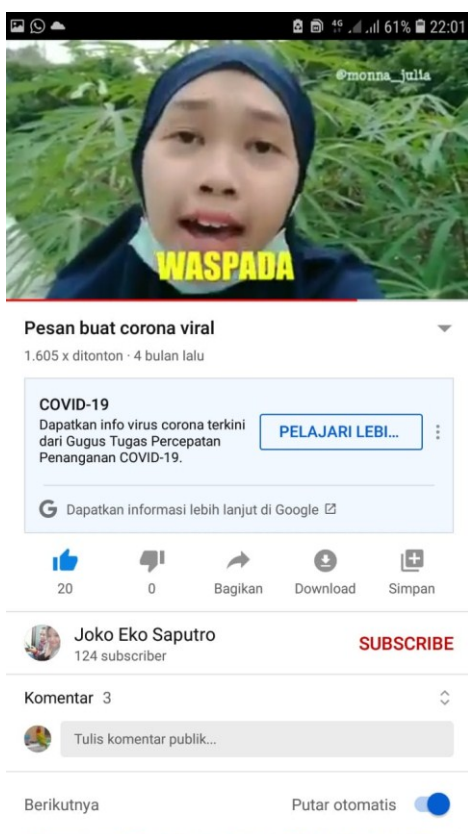 4G 61% 22:01
@monna_julia
WASPADA
Pesan buat corona viral
1.605 x ditonton · 4 bulan lalu
COVID-19
Dapatkan info virus corona terkini
dari Gugus Tugas Percepatan
Penanganan COVID-19.
PELAJARI LEBI...
G Dapatkan informasi lebih lanjut di Google
20 0 Bagikan Download Simpan
Joko Eko Saputro
124 subscriber
SUBSCRIBE
Komentar 3
Tulis komentar publik...
Berikutnya Putar otomatis